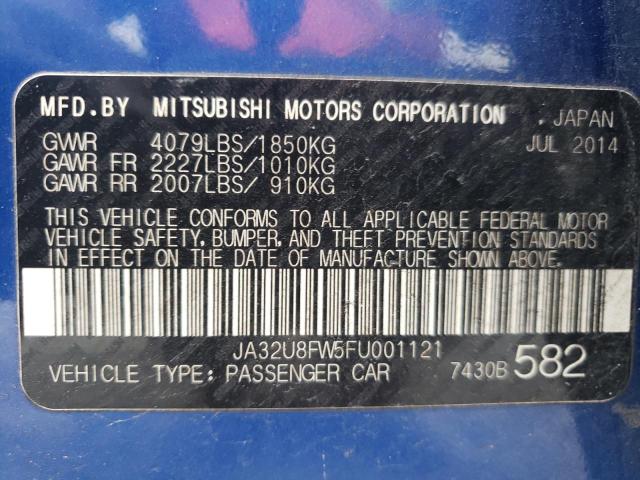 MFD.BY MITSUBISHI MOTORS CORPORATION . JAPAN
GVWR 4079LBS/1850KG JUL 2014
GAWR FR 2227LBS/1010KG
GAWR RR 2007LBS/ 910KG
THIS VEHICLE CONFORMS TO ALL APPLICABLE FEDERAL MOTOR
VEHICLE SAFETY, BUMPER, AND THEFT PREVENTION STANDARDS
IN EFFECT ON THE DATE OF MANUFACTURE SHOWN ABOVE.
JA32U8FW5FU001121
VEHICLE TYPE: PASSENGER CAR 7430B 582